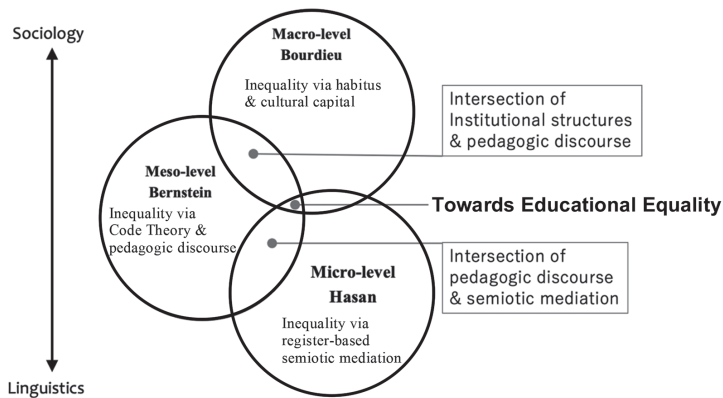 Sociology
Macro-level
Bourdieu
Inequality via habitus
& cultural capital
Intersection of
Institutional structures
& pedagogic discourse
Meso-level
Bernstein
Inequality via
Code Theory &
pedagogic discourse
Towards Educational Equality
Intersection of
pedagogic discourse
& semiotic mediation
Micro-level
Hasan
Inequality via
register-based
semiotic mediation
Linguistics